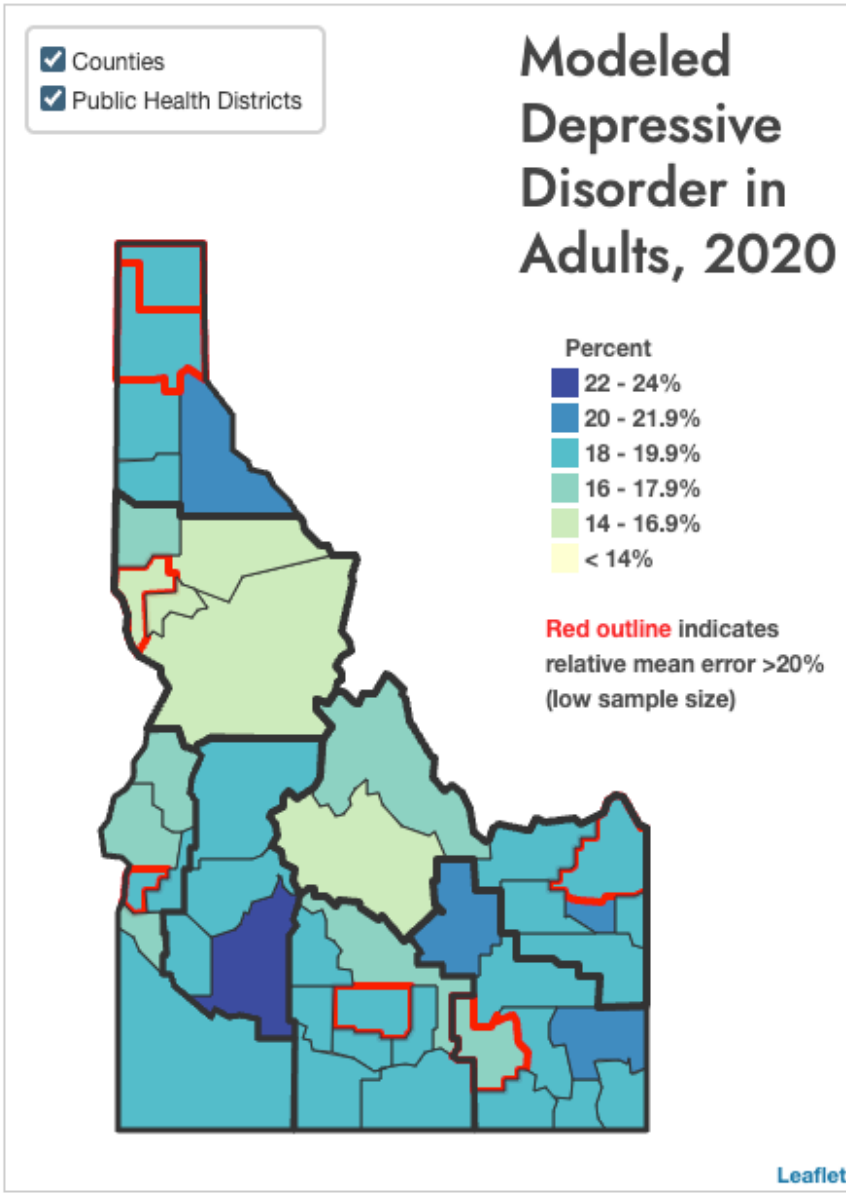 Counties
Public Health Districts
Modeled
Depressive
Disorder in
Adults, 2020
Percent
22 - 24%
20 - 21.9%
18 - 19.9%
16 - 17.9%
14 - 16.9%
< 14%
Red outline indicates
relative mean error >20%
(low sample size)
Leaflet